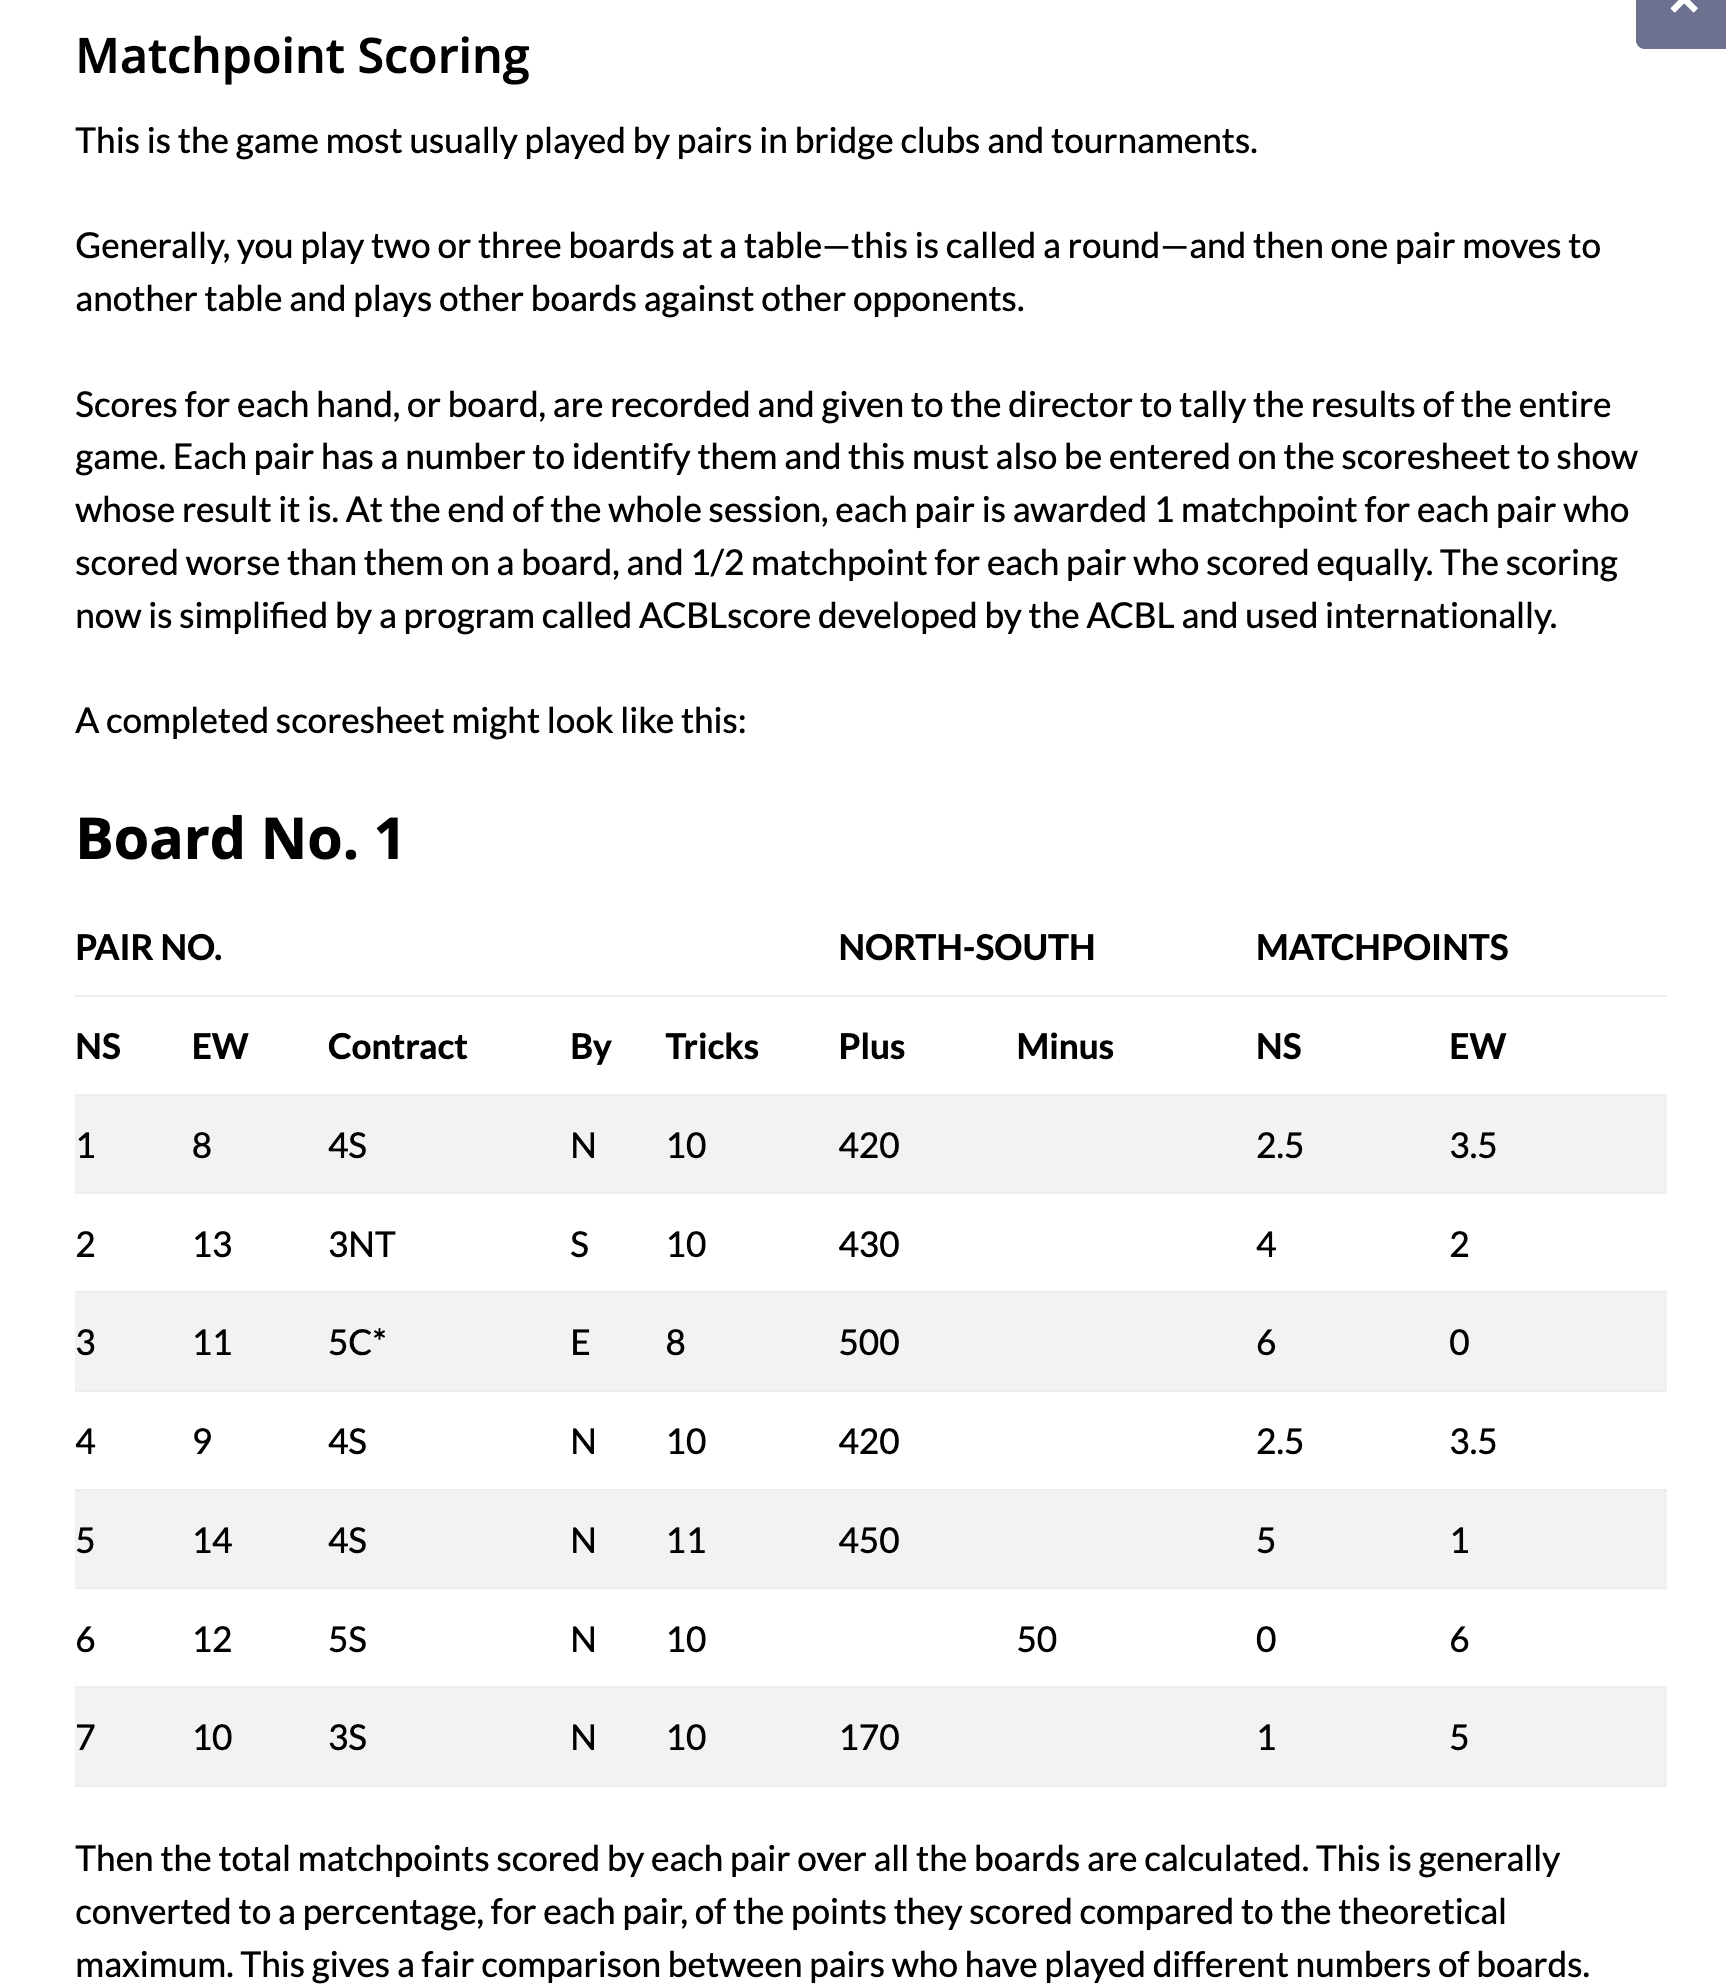 Matchpoint Scoring
This is the game most usually played by pairs in bridge clubs and tournaments.
Generally, you play two or three boards at a table—this is called a round—and then one pair moves to
another table and plays other boards against other opponents.
Scores for each hand, or board, are recorded and given to the director to tally the results of the entire
game. Each pair has a number to identify them and this must also be entered on the scoresheet to show
whose result it is. At the end of the whole session, each pair is awarded 1 matchpoint for each pair who
scored worse than them on a board, and 1/2 matchpoint for each pair who scored equally. The scoring
now is simplified by a program called ACBLscore developed by the ACBL and used internationally.
A completed scoresheet might look like this:
Board No. 1
PAIR NO. NORTH-SOUTH MATCHPOINTS
NS EW Contract By Tricks Plus Minus NS EW
1 8 4S N 10 420 2.5 3.5
2 13 3NT S 10 430 4 2
3 11 5C* E 8 500 6 0
4 9 4S N 10 420 2.5 3.5
5 14 4S N 11 450 5 1
6 12 5S N 10 50 0 6
7 10 3S N 10 170 1 5
Then the total matchpoints scored by each pair over all the boards are calculated. This is generally
converted to a percentage, for each pair, of the points they scored compared to the theoretical
maximum. This gives a fair comparison between pairs who have played different numbers of boards.